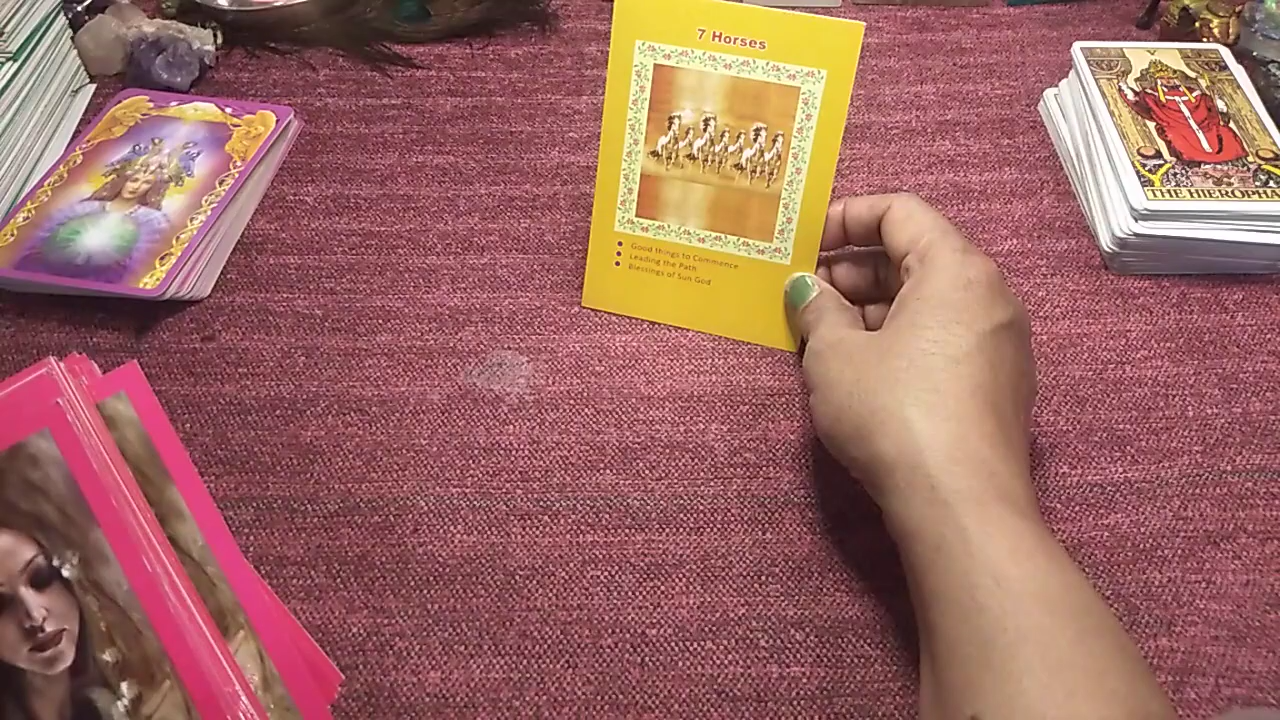 7 Horses
Good things to Commence
Leading the Path
Blessings of Sun God
V
THE HIEROPHA